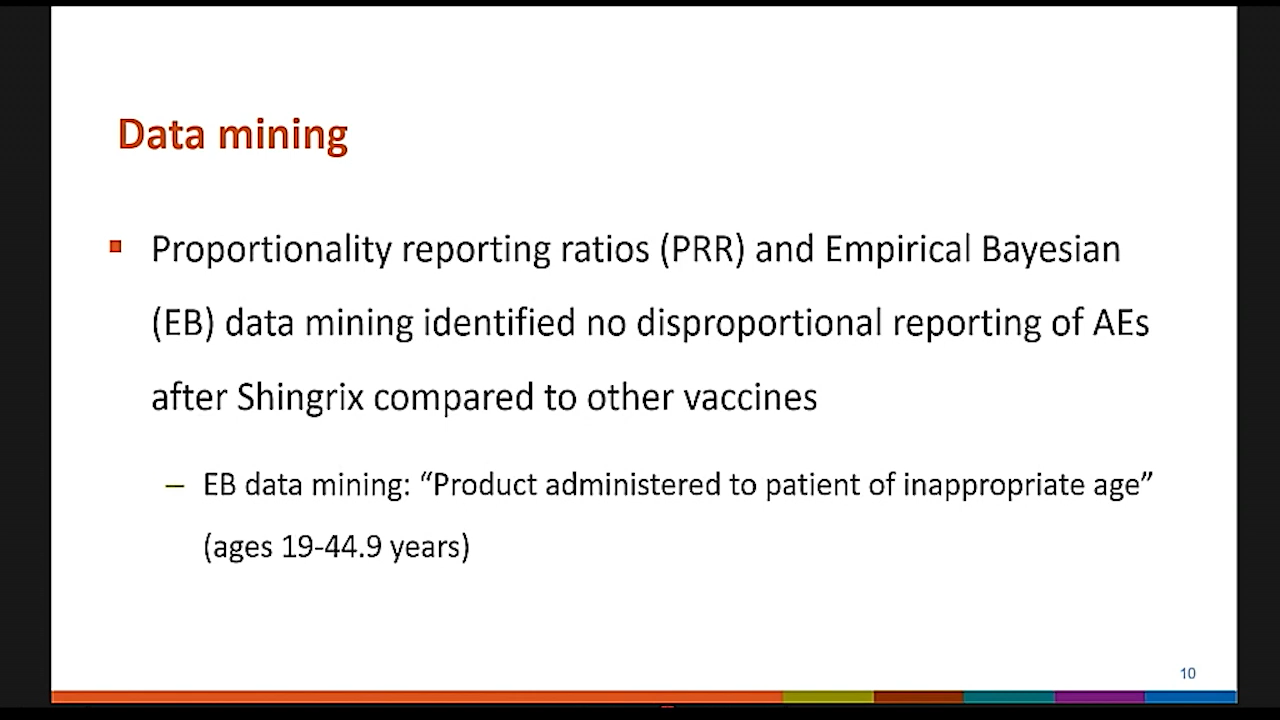 Data mining
Proportionality reporting ratios (PRR) and Empirical Bayesian
(EB) data mining identified no disproportional reporting of AEs
after Shingrix compared to other vaccines
– EB data mining: “Product administered to patient of inappropriate age”
(ages 19-44.9 years)
10